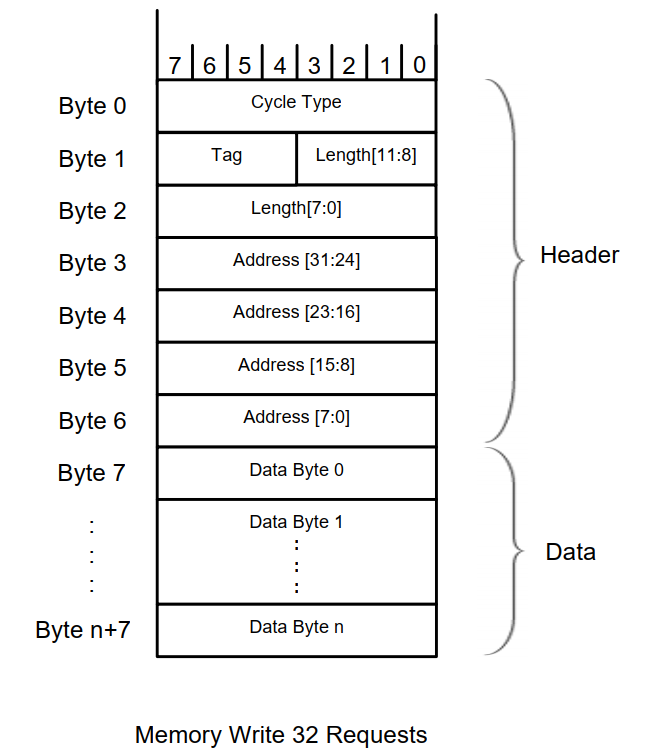 7 6 5 4 3 2 1 0
Byte 0 Cycle Type
Byte 1 Tag Length[11:8]
Byte 2 Length[7:0]
Byte 3 Address [31:24]
Header
Byte 4 Address [23:16]
Byte 5 Address [15:8]
Byte 6 Address [7:0]
Byte 7 Data Byte 0
: Data Byte 1
: :
: :
: :
Data
Byte n+7 Data Byte n
Memory Write 32 Requests